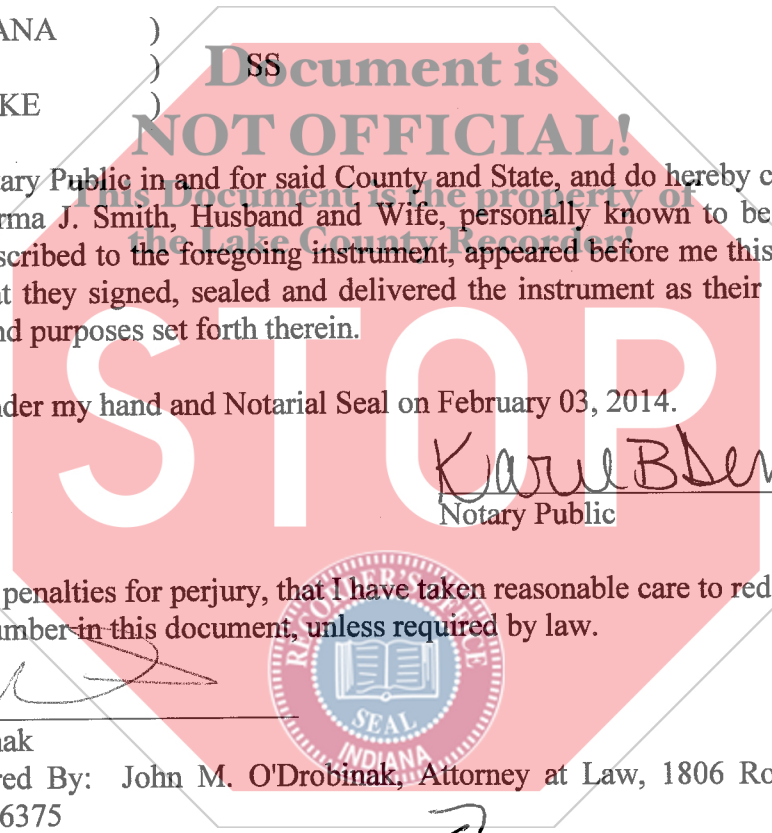 ANA )
) SS
KE )
Document is
NOT OFFICIAL!
This Document is the property of
the Lake County Recorder!
tary Public in and for said County and State, and do hereby c
rma J. Smith, Husband and Wife, personally known to be
scribed to the foregoing instrument, appeared before me this
at they signed, sealed and delivered the instrument as their
nd purposes set forth therein.
STOP
nder my hand and Notarial Seal on February 03, 2014.
Notary Public
penalties for perjury, that I have taken reasonable care to red
umber in this document, unless required by law.
RECORDER'S OFFICE
SEAL
INDIANA
nak
red By: John M. O'Drobinak, Attorney at Law, 1806 Ro
6375